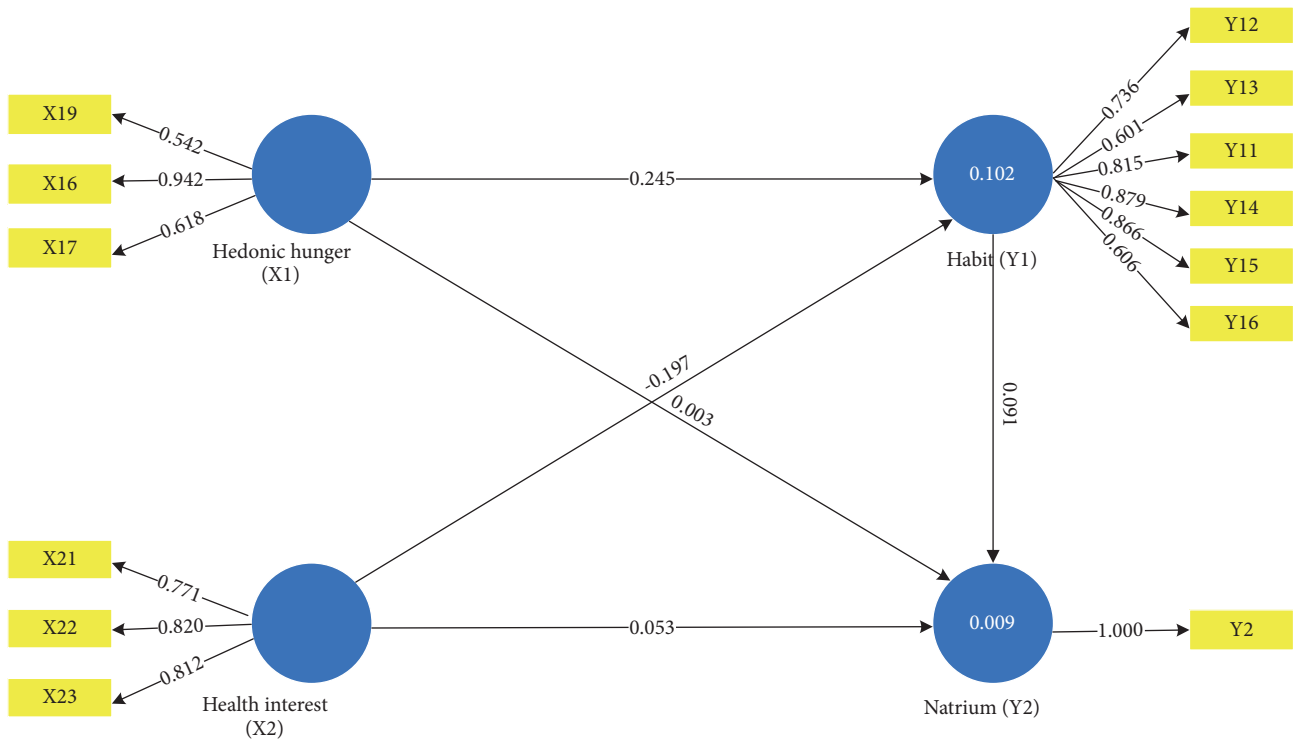 Y12
Y13
Y11
Y14
Y15
Y16
0.736
0.601
0.815
0.879
0.866
0.606
X19
X16
X17
0.542
0.942
0.618
Hedonic hunger
(X1)
0.245
0.102
Habit (Y1)
-0.197
0.003
0.091
X21
X22
X23
0.771
0.820
0.812
Health interest
(X2)
0.053
0.009
Natrium (Y2)
1.000
Y2